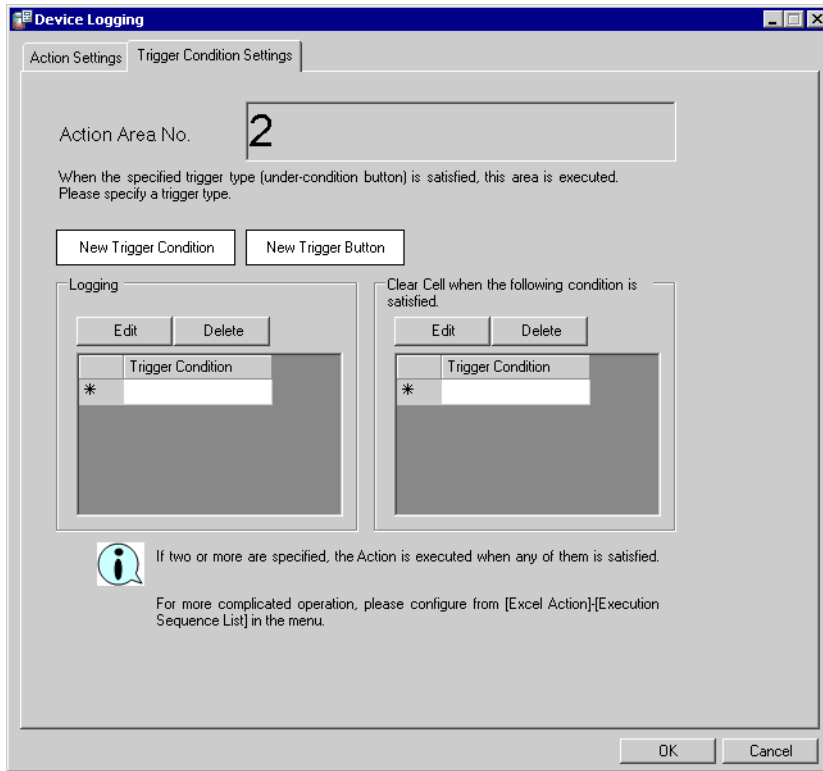 Device Logging
Action Settings
Trigger Condition Settings
Action Area No.
2
When the specified trigger type (under-condition button) is satisfied, this area is executed.
Please specify a trigger type.
New Trigger Condition
New Trigger Button
Logging
Edit
Delete
Trigger Condition
*
Clear Cell when the following condition is
satisfied.
Edit
Delete
Trigger Condition
*
If two or more are specified, the Action is executed when any of them is satisfied.
For more complicated operation, please configure from [Excel Action]-[Execution
Sequence List] in the menu.
OK
Cancel